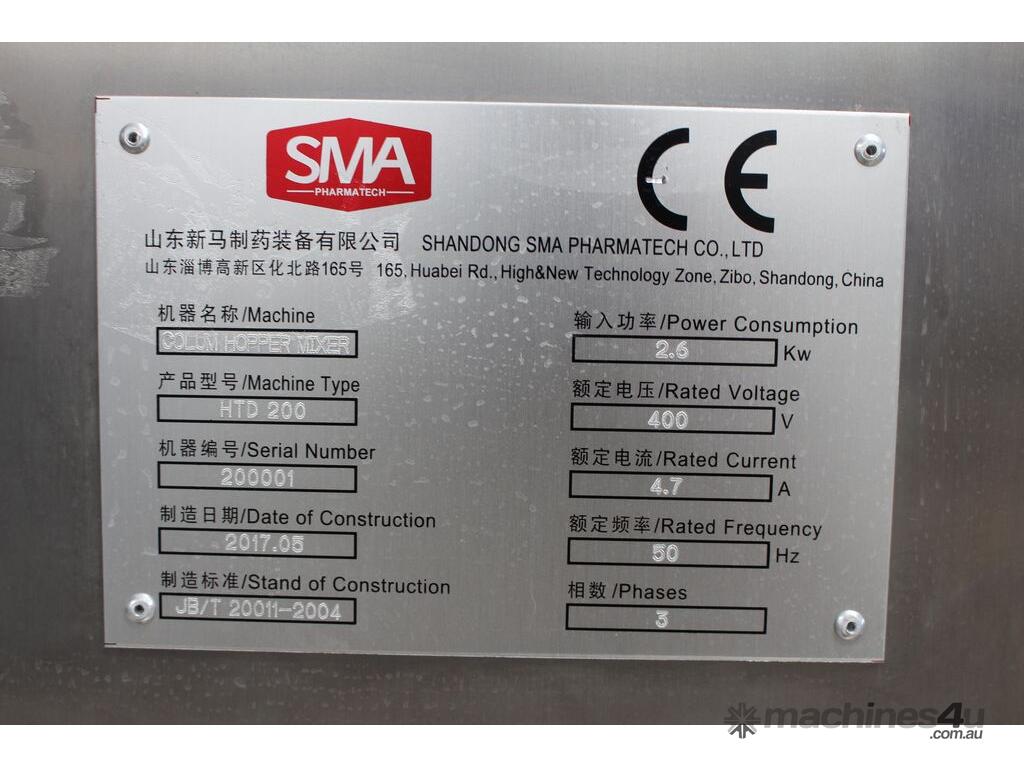 SMA
PHARMATECH
CE
山东新马制药装备有限公司 SHANDONG SMA PHARMATECH CO.,LTD
山东淄博高新区化北路165号 165, Huabei Rd., High&New Technology Zone, Zibo, Shandong, China
机器名称/Machine
COLUM HOPPER MIXER
产品型号/Machine Type
HTD 200
机器编号/Serial Number
200001
制造日期/Date of Construction
2017.05
制造标准/Stand of Construction
JB/T 20011-2004
输入功率/Power Consumption
2.6 Kw
额定电压/Rated Voltage
400 V
额定电流/Rated Current
4.7 A
额定频率/Rated Frequency
50 Hz
相数/Phases
3
machines4u
.com.au